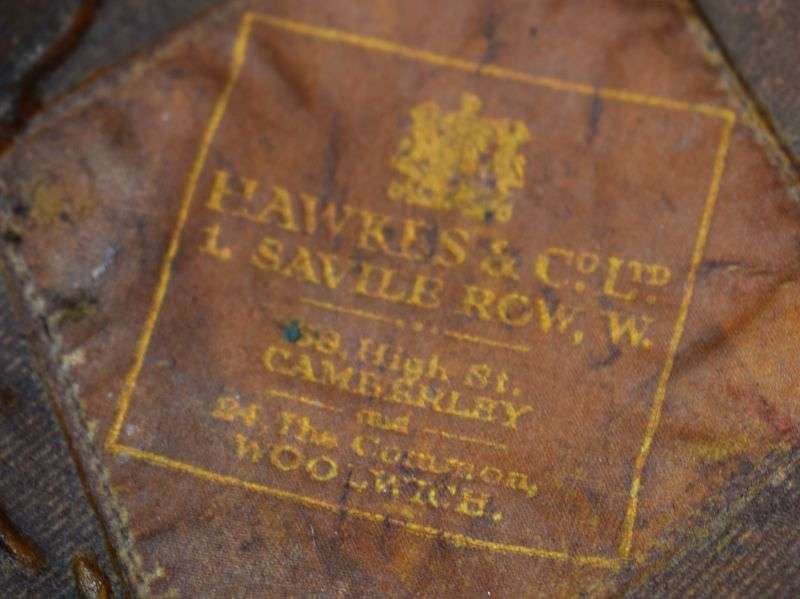 HAWKES & CO. LTD.
1, SAVILE ROW, W.
High St.
CAMBERLEY
and
24, The Common,
WOOLWICH.